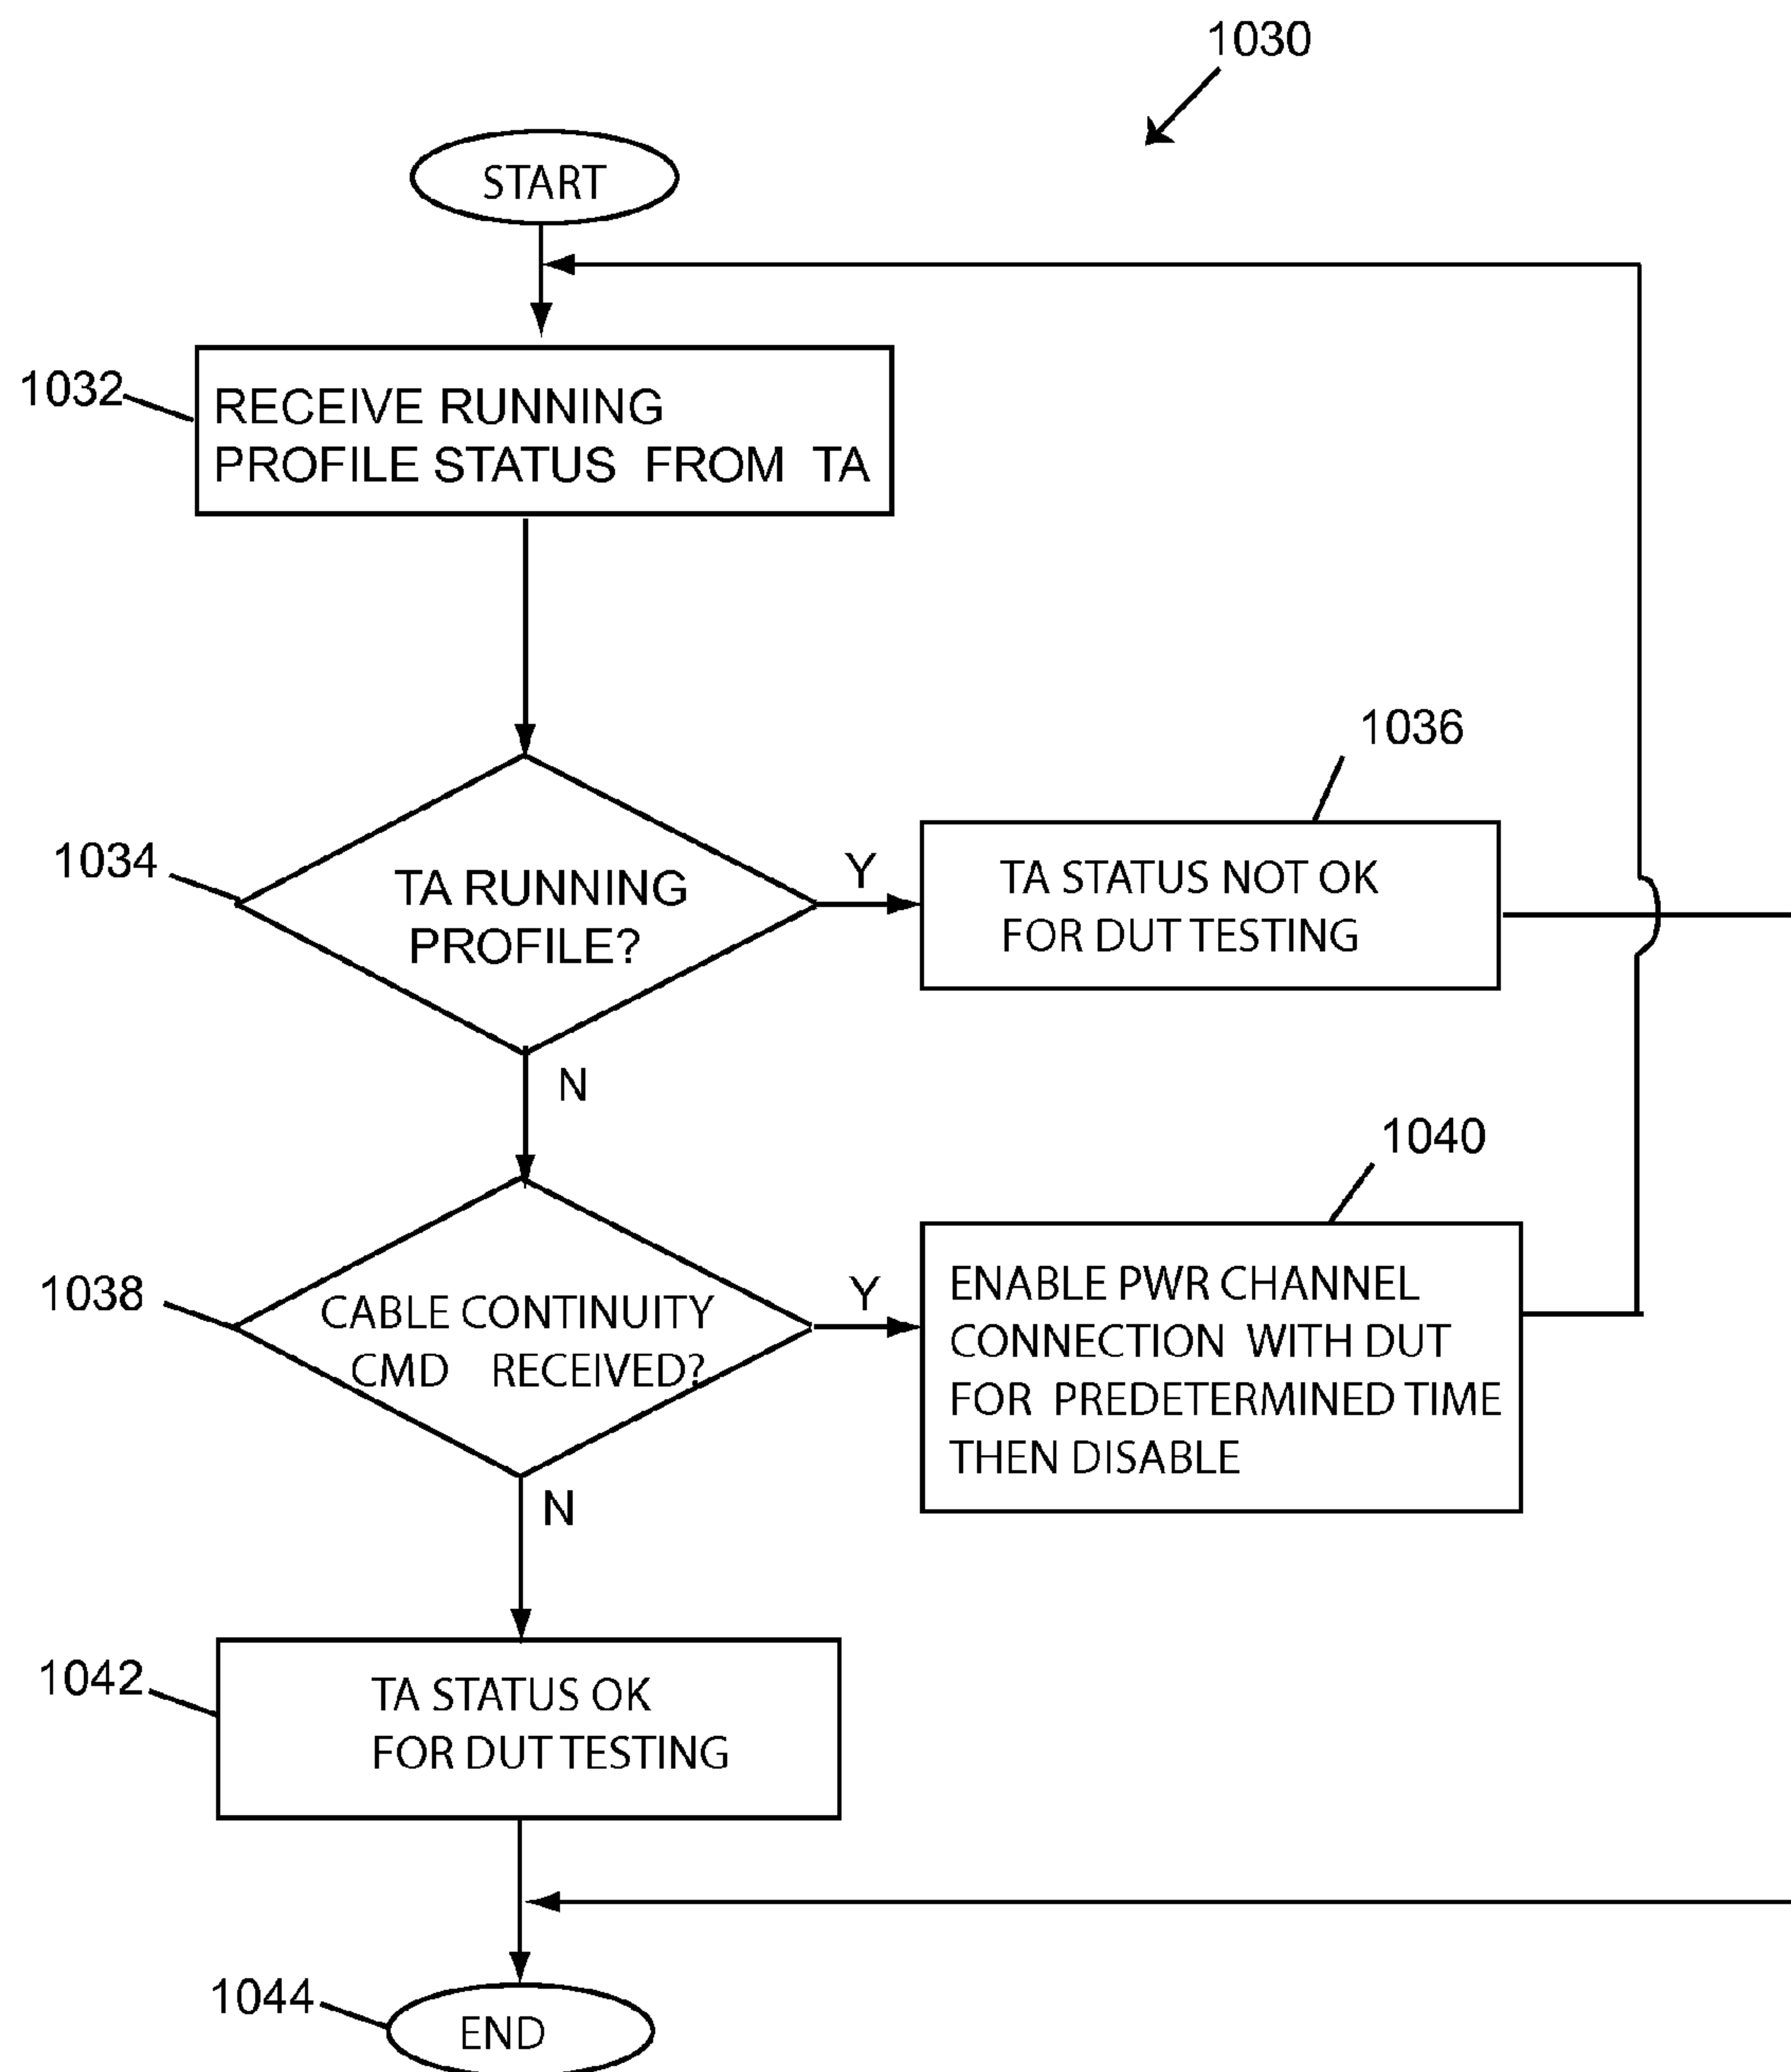 1030
START
1032
RECEIVE RUNNING
PROFILE STATUS FROM TA
1036
1034
TA RUNNING
PROFILE?
Y
TA STATUS NOT OK
FOR DUT TESTING
N
1040
1038
CABLE CONTINUITY
CMD RECEIVED?
Y
ENABLE PWR CHANNEL
CONNECTION WITH DUT
FOR PREDETERMINED TIME
THEN DISABLE
N
1042
TA STATUS OK
FOR DUT TESTING
1044
END